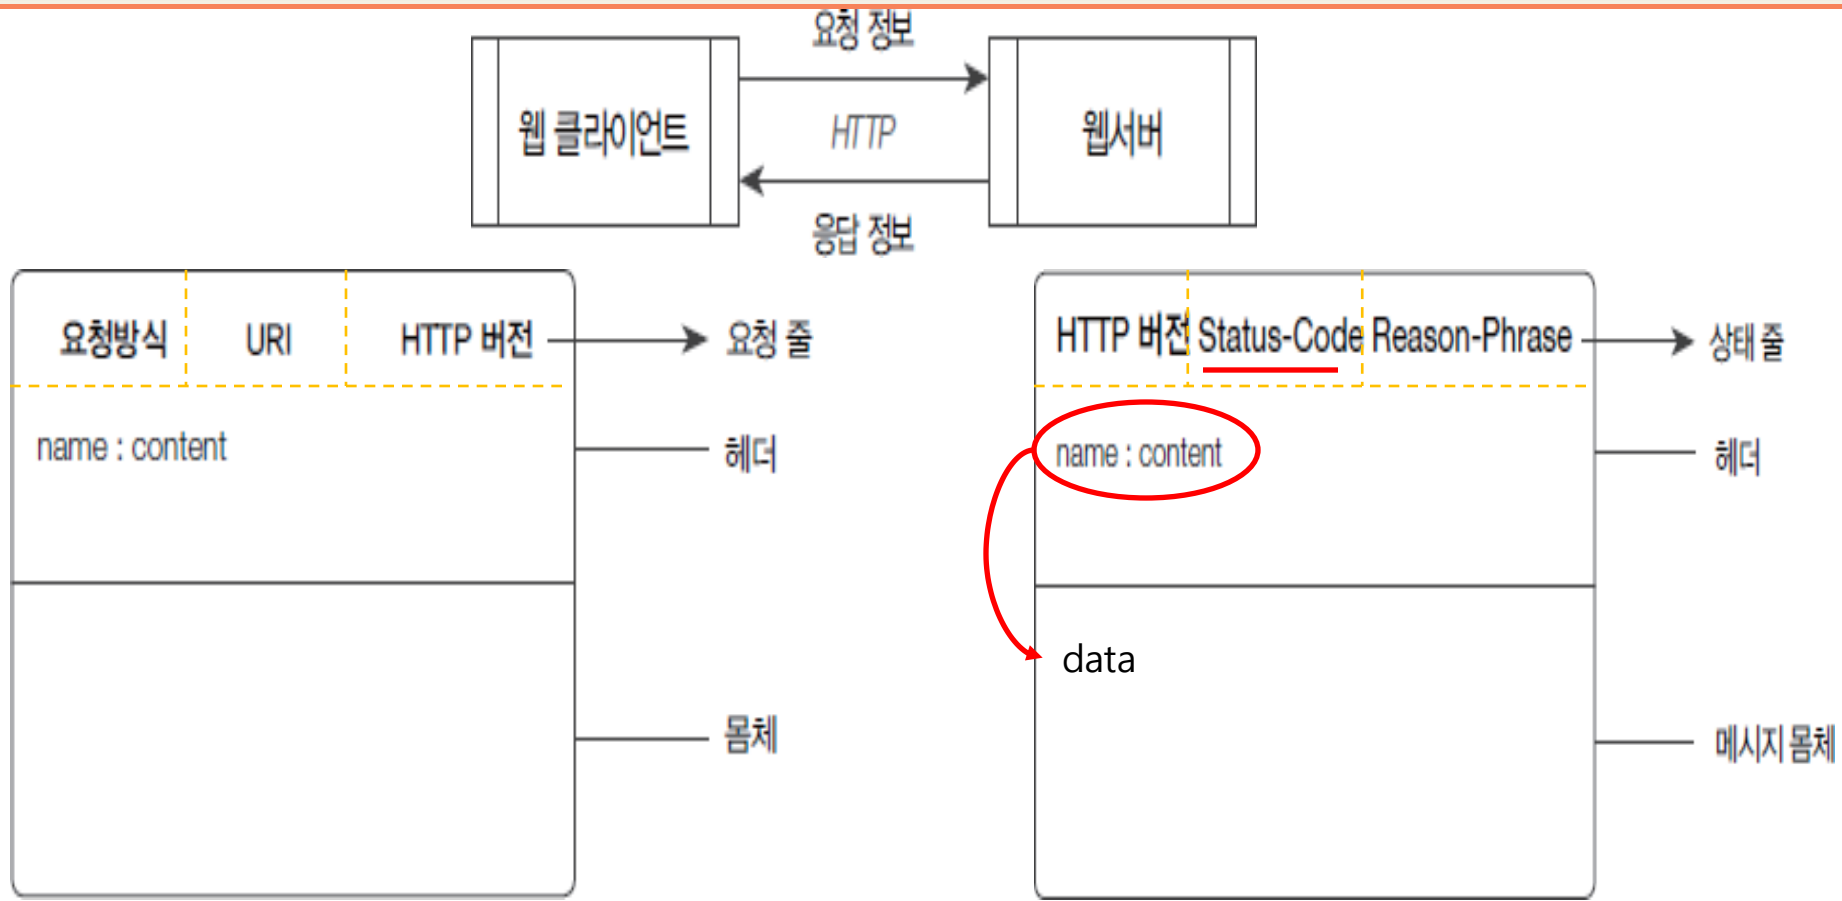 요청 정보
웹 클라이언트
HTTP
웹서버
응답 정보
요청방식 URI HTTP 버전
요청 줄
name : content
헤더
몸체
HTTP 버전 Status-Code Reason-Phrase
상태 줄
name : content
헤더
data
메시지 몸체